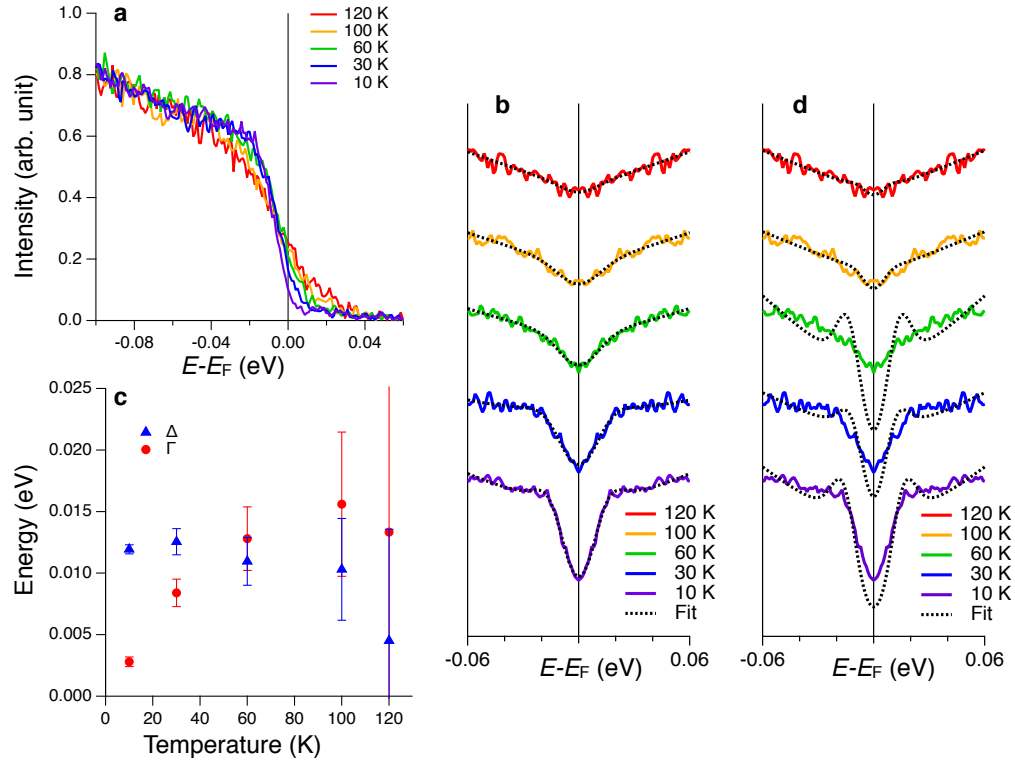 a
1.0
0.8
0.6
0.4
0.2
0.0
Intensity (arb. unit)
-0.08
-0.04
0.00
0.04
E-EF (eV)
120 K
100 K
60 K
30 K
10 K
c
0.025
0.020
0.015
0.010
0.005
0.000
Energy (eV)
Δ
Γ
0
20
40
60
80
100
120
Temperature (K)
b
120 K
100 K
60 K
30 K
10 K
Fit
-0.06
0.06
E-EF (eV)
d
120 K
100 K
60 K
30 K
10 K
Fit
-0.06
0.06
E-EF (eV)